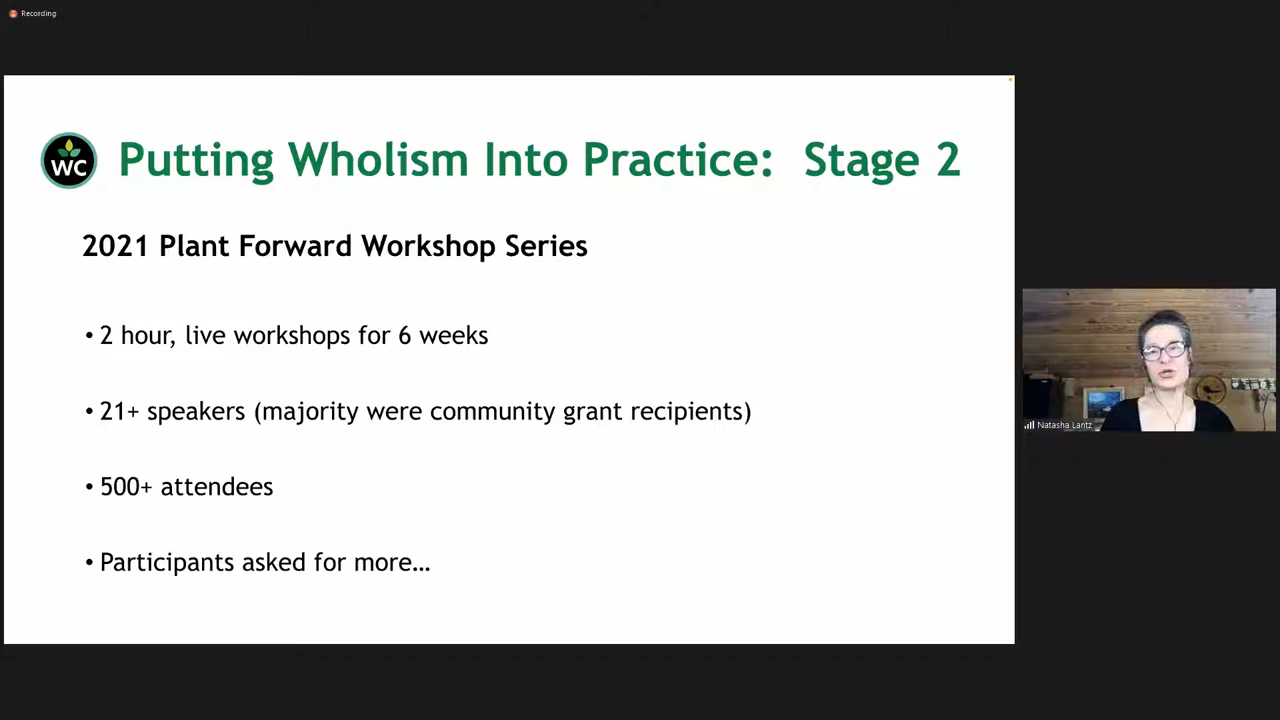 Recording
WC
Putting Wholism Into Practice: Stage 2
2021 Plant Forward Workshop Series
• 2 hour, live workshops for 6 weeks
• 21+ speakers (majority were community grant recipients)
• 500+ attendees
• Participants asked for more…
Natasha Lantz